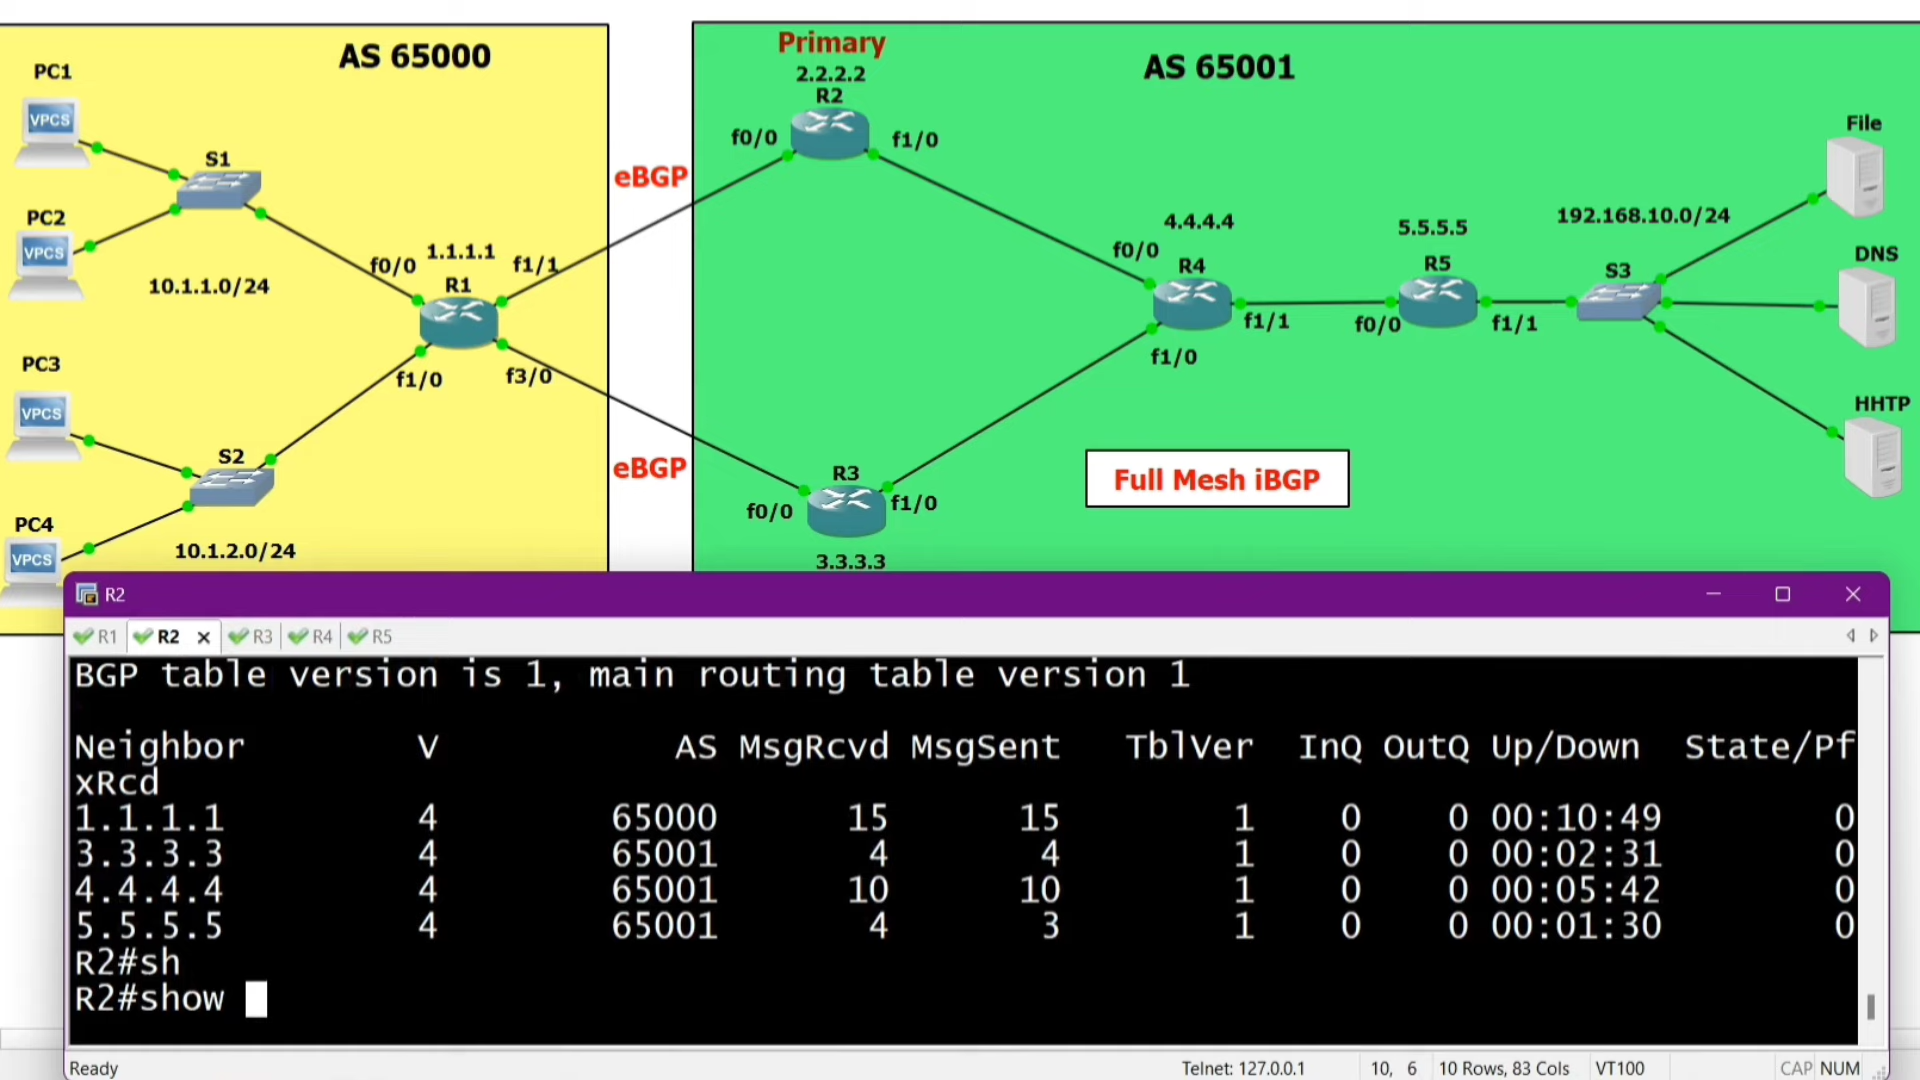 AS 65000
PC1
VPCS
S1
PC2
VPCS
10.1.1.0/24
f0/0
1.1.1.1
R1
f1/1
f1/0
f3/0
PC3
VPCS
S2
PC4
VPCS
10.1.2.0/24
eBGP
eBGP
Primary
2.2.2.2
R2
f0/0
f1/0
AS 65001
4.4.4.4
f0/0
R4
f1/1
f1/0
5.5.5.5
R5
f0/0
f1/1
192.168.10.0/24
S3
File
DNS
HHTP
Full Mesh iBGP
R3
f0/0
f1/0
3.3.3.3
R2
R1 R2 R3 R4 R5
BGP table version is 1, main routing table version 1
Neighbor V AS MsgRcvd MsgSent TblVer InQ OutQ Up/Down State/Pf
xRcd
1.1.1.1 4 65000 15 15 1 0 0 00:10:49 0
3.3.3.3 4 65001 4 4 1 0 0 00:02:31 0
4.4.4.4 4 65001 10 10 1 0 0 00:05:42 0
5.5.5.5 4 65001 4 3 1 0 0 00:01:30 0
R2#sh
R2#show
Ready Telnet: 127.0.0.1 10, 6 10 Rows, 83 Cols VT100 CAP NUM